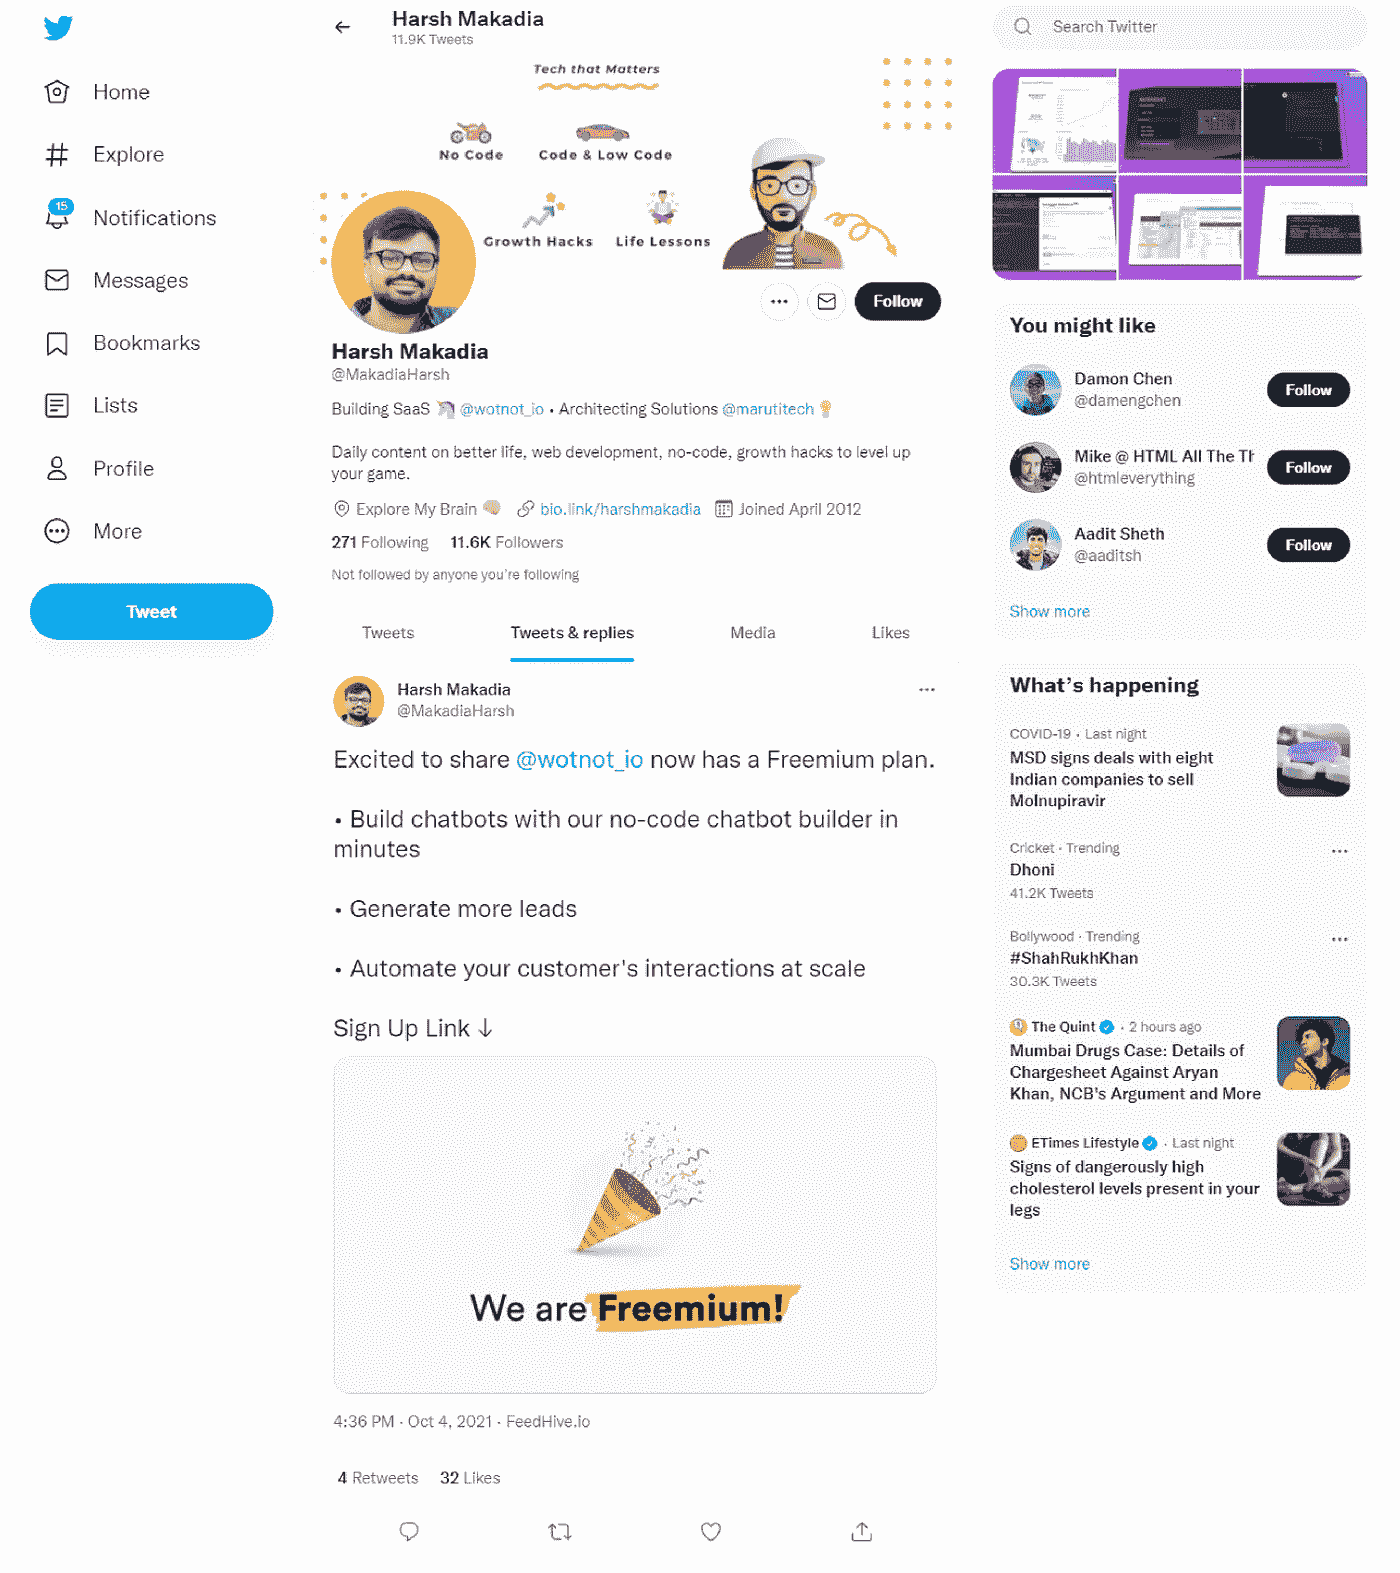 Home
Explore
15
Notifications
Messages
Bookmarks
Lists
Profile
More
Tweet
Harsh Makadia
11.9K Tweets
Tech that Matters
No Code
Code & Low Code
Growth Hacks
Life Lessons
Follow
Harsh Makadia
@MakadiaHarsh
Building SaaS 🦄 @wotnot_io • Architecting Solutions @marutitech 💡
Daily content on better life, web development, no-code, growth hacks to level up
your game.
Explore My Brain 🧠 bio.link/harshmakadia Joined April 2012
271 Following 11.6K Followers
Not followed by anyone you're following
Tweets Tweets & replies Media Likes
Harsh Makadia
@MakadiaHarsh
Excited to share @wotnot_io now has a Freemium plan.
• Build chatbots with our no-code chatbot builder in
minutes
• Generate more leads
• Automate your customer's interactions at scale
Sign Up Link ↓
We are Freemium!
4:36 PM · Oct 4, 2021 · FeedHive.io
4 Retweets 32 Likes
Search Twitter
You might like
Damon Chen
@damengchen
Follow
Mike @ HTML All The Th
@htmleverything
Follow
Aadit Sheth
@aaditsh
Follow
Show more
What's happening
COVID-19 · Last night
MSD signs deals with eight
Indian companies to sell
Molnupiravir
Cricket · Trending
Dhoni
41.2K Tweets
Bollywood · Trending
#ShahRukhKhan
30.3K Tweets
The Quint · 2 hours ago
Mumbai Drugs Case: Details of
Chargesheet Against Aryan
Khan, NCB's Argument and More
ETimes Lifestyle · Last night
Signs of dangerously high
cholesterol levels present in your
legs
Show more